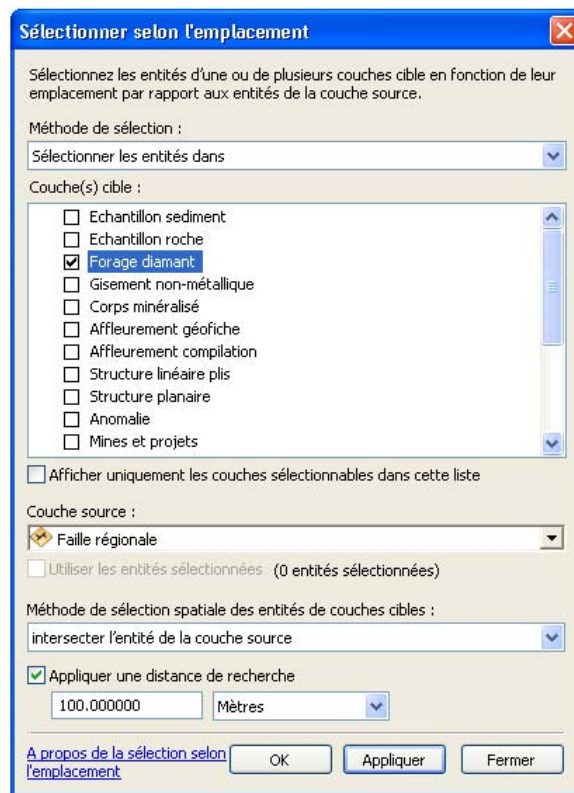 Sélectionner selon l'emplacement
Sélectionnez les entités d'une ou de plusieurs couches cible en fonction de leur
emplacement par rapport aux entités de la couche source.
Méthode de sélection :
Sélectionner les entités dans
Couche(s) cible :
Echantillon sediment
Echantillon roche
Forage diamant
Gisement non-métallique
Corps minéralisé
Affleurement géofiche
Affleurement compilation
Structure linéaire plis
Structure planaire
Anomalie
Mines et projets
Afficher uniquement les couches sélectionnables dans cette liste
Couche source :
Faille régionale
Utiliser les entités sélectionnées (0 entités sélectionnées)
Méthode de sélection spatiale des entités de couches cibles :
intersecter l'entité de la couche source
Appliquer une distance de recherche
100.000000 Mètres
A propos de la sélection selon
l'emplacement
OK Appliquer Fermer